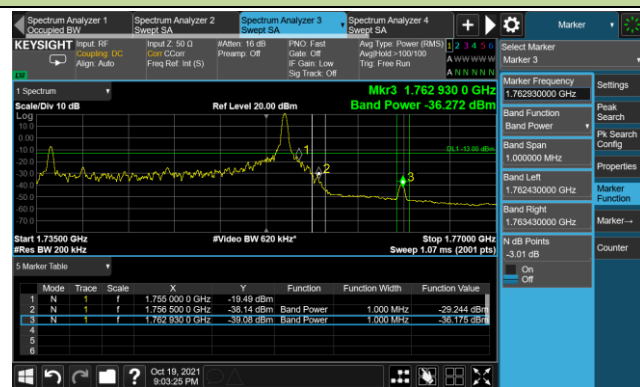 Spectrum Analyzer 1
Occupied BW
Spectrum Analyzer 2
Swept SA
Spectrum Analyzer 3
Swept SA
Spectrum Analyzer 4
Swept SA
Marker
KEYSIGHT
Input: RF
Coupling: DC
Align: Auto
Input Z: 50 Ω
Corr CCorr
Freq Ref: Int (S)
#Atten: 16 dB
Preamp: Off
PNO: Fast
Gate: Off
IF Gain: Low
Sig Track: Off
Avg Type: Power (RMS)
Avg|Hold:>100/100
Trig: Free Run
1 2 3 4 5 6
A W W W W W
A N N N N N
LW
1 Spectrum
Scale/Div 10 dB
Ref Level 20.00 dBm
Mkr3 1.762 930 0 GHz
Band Power -36.272 dBm
Log
10.0
0.00
-10.0
-20.0
-30.0
-40.0
-50.0
-60.0
-70.0
DL1 -13.00 dBm
1
2
3
Start 1.73500 GHz
#Res BW 200 kHz
#Video BW 620 kHz*
Stop 1.77000 GHz
Sweep 1.07 ms (2001 pts)
5 Marker Table
Mode Trace Scale X Y Function Function Width Function Value
1 N 1 f 1.755 000 0 GHz -19.49 dBm
2 N 1 f 1.756 500 0 GHz -38.14 dBm Band Power 1.000 MHz -29.244 dBm
3 N 1 f 1.762 930 0 GHz -39.08 dBm Band Power 1.000 MHz -36.175 dBm
4
5
6
Select Marker
Marker 3
Marker Frequency
1.762930000 GHz
Band Function
Band Power
Band Span
1.000000 MHz
Band Left
1.762430000 GHz
Band Right
1.763430000 GHz
N dB Points
-3.01 dB
On
Off
Settings
Peak
Search
Pk Search
Config
Properties
Marker
Function
Marker→
Counter
?
Oct 19, 2021
9:03:25 PM